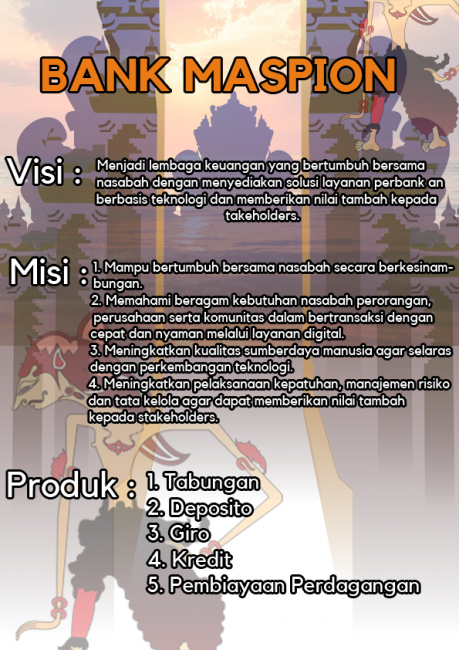 BANK MASPION
Visi :
Menjadi lembaga keuangan yang bertumbuh bersama
nasabah dengan menyediakan solusi layanan perbank an
berbasis teknologi dan memberikan nilai tambah kepada
takeholders.
Misi :
1. Mampu bertumbuh bersama nasabah secara berkesinam-
bungan.
2. Memahami beragam kebutuhan nasabah perorangan,
perusahaan serta komunitas dalam bertransaksi dengan
cepat dan nyaman melalui layanan digital.
3. Meningkatkan kualitas sumberdaya manusia agar selaras
dengan perkembangan teknologi.
4. Meningkatkan pelaksanaan kepatuhan, manajemen risiko
dan tata kelola agar dapat memberikan nilai tambah
kepada stakeholders.
Produk :
1. Tabungan
2. Deposito
3. Giro
4. Kredit
5. Pembiayaan Perdagangan